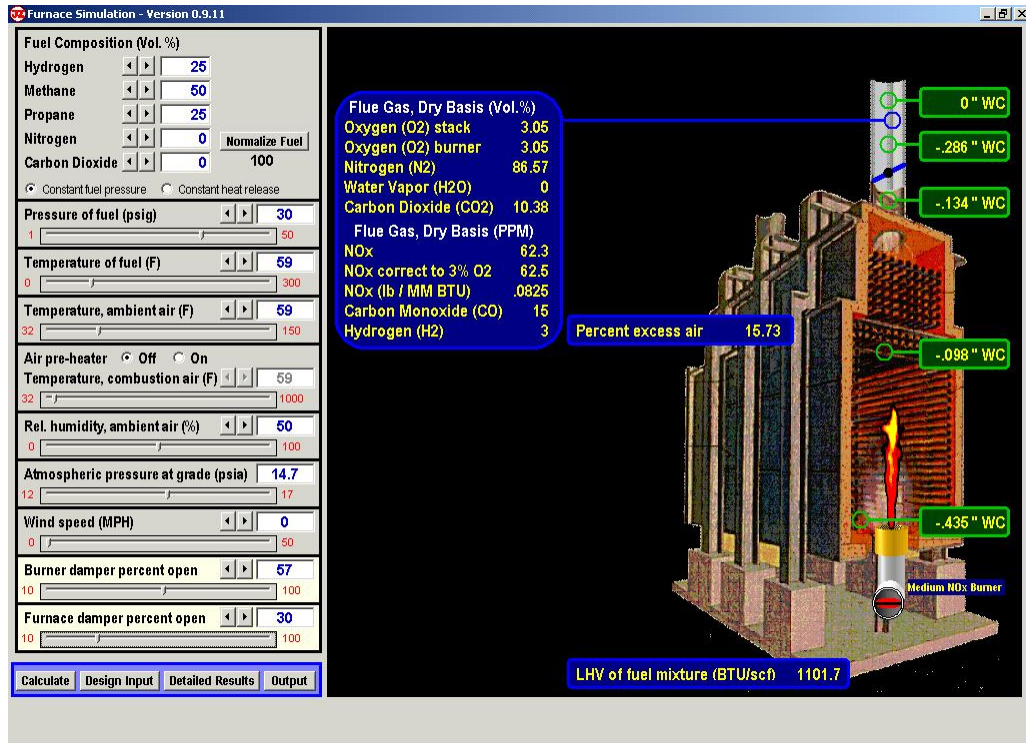 Furnace Simulation - Version 0.9.11
Fuel Composition (Vol. %)
Hydrogen 25
Methane 50
Propane 25
Nitrogen 0 Normalize Fuel
Carbon Dioxide 0 100
Constant fuel pressure Constant heat release
Pressure of fuel (psig) 30
1 50
Temperature of fuel (F) 59
0 300
Temperature, ambient air (F) 59
32 150
Air pre-heater Off On
Temperature, combustion air (F) 59
32 1000
Rel. humidity, ambient air (%) 50
0 100
Atmospheric pressure at grade (psia) 14.7
12 17
Wind speed (MPH) 0
0 50
Burner damper percent open 57
10 100
Furnace damper percent open 30
10 100
Calculate Design Input Detailed Results Output
Flue Gas, Dry Basis (Vol.%)
Oxygen (O2) stack 3.05
Oxygen (O2) burner 3.05
Nitrogen (N2) 86.57
Water Vapor (H2O) 0
Carbon Dioxide (CO2) 10.38
Flue Gas, Dry Basis (PPM)
NOx 62.3
NOx correct to 3% O2 62.5
NOx (lb / MM BTU) .0825
Carbon Monoxide (CO) 15
Hydrogen (H2) 3
Percent excess air 15.73
0 " WC
-.286 " WC
-.134 " WC
-.098 " WC
-.435 " WC
Medium NOx Burner
LHV of fuel mixture (BTU/scf) 1101.7